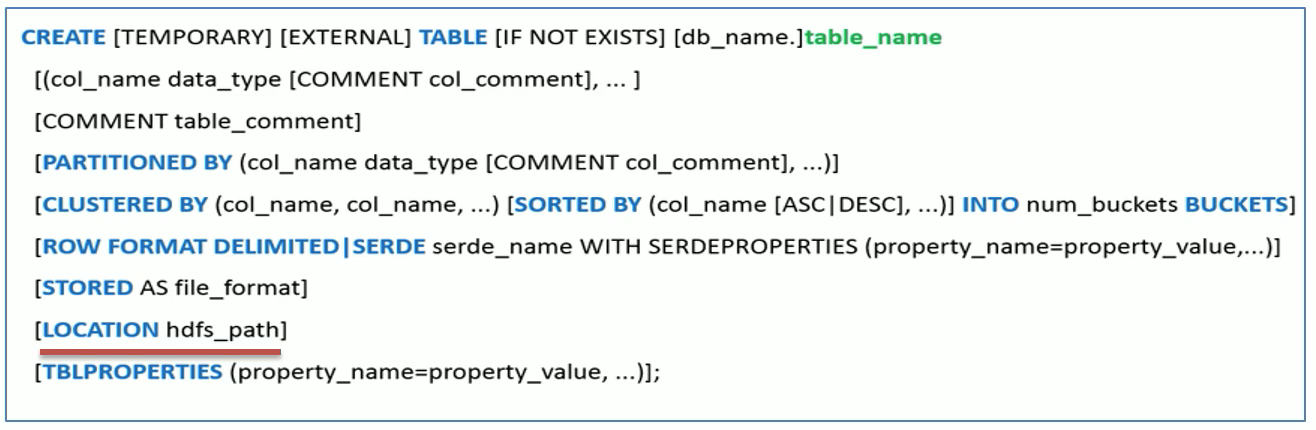 CREATE [TEMPORARY] [EXTERNAL] TABLE [IF NOT EXISTS] [db_name.]table_name
[(col_name data_type [COMMENT col_comment], ... ]
[COMMENT table_comment]
[PARTITIONED BY (col_name data_type [COMMENT col_comment], ...)]
[CLUSTERED BY (col_name, col_name, ...) [SORTED BY (col_name [ASC|DESC], ...)] INTO num_buckets BUCKETS]
[ROW FORMAT DELIMITED|SERDE serde_name WITH SERDEPROPERTIES (property_name=property_value,...)]
[STORED AS file_format]
[LOCATION hdfs_path]
[TBLPROPERTIES (property_name=property_value, ...)];